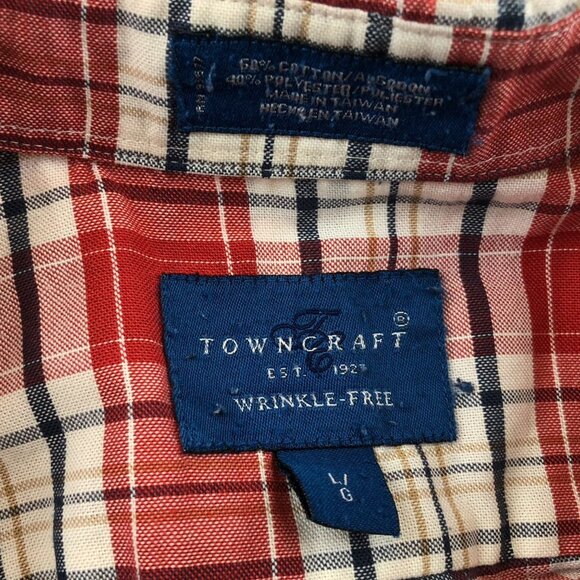 60% COTTON/ALGODON
40% POLYESTER/POLIESTER
MADE IN TAIWAN
HECHO EN TAIWAN
TOWNCRAFT®
EST. 1927
WRINKLE-FREE
L/
G